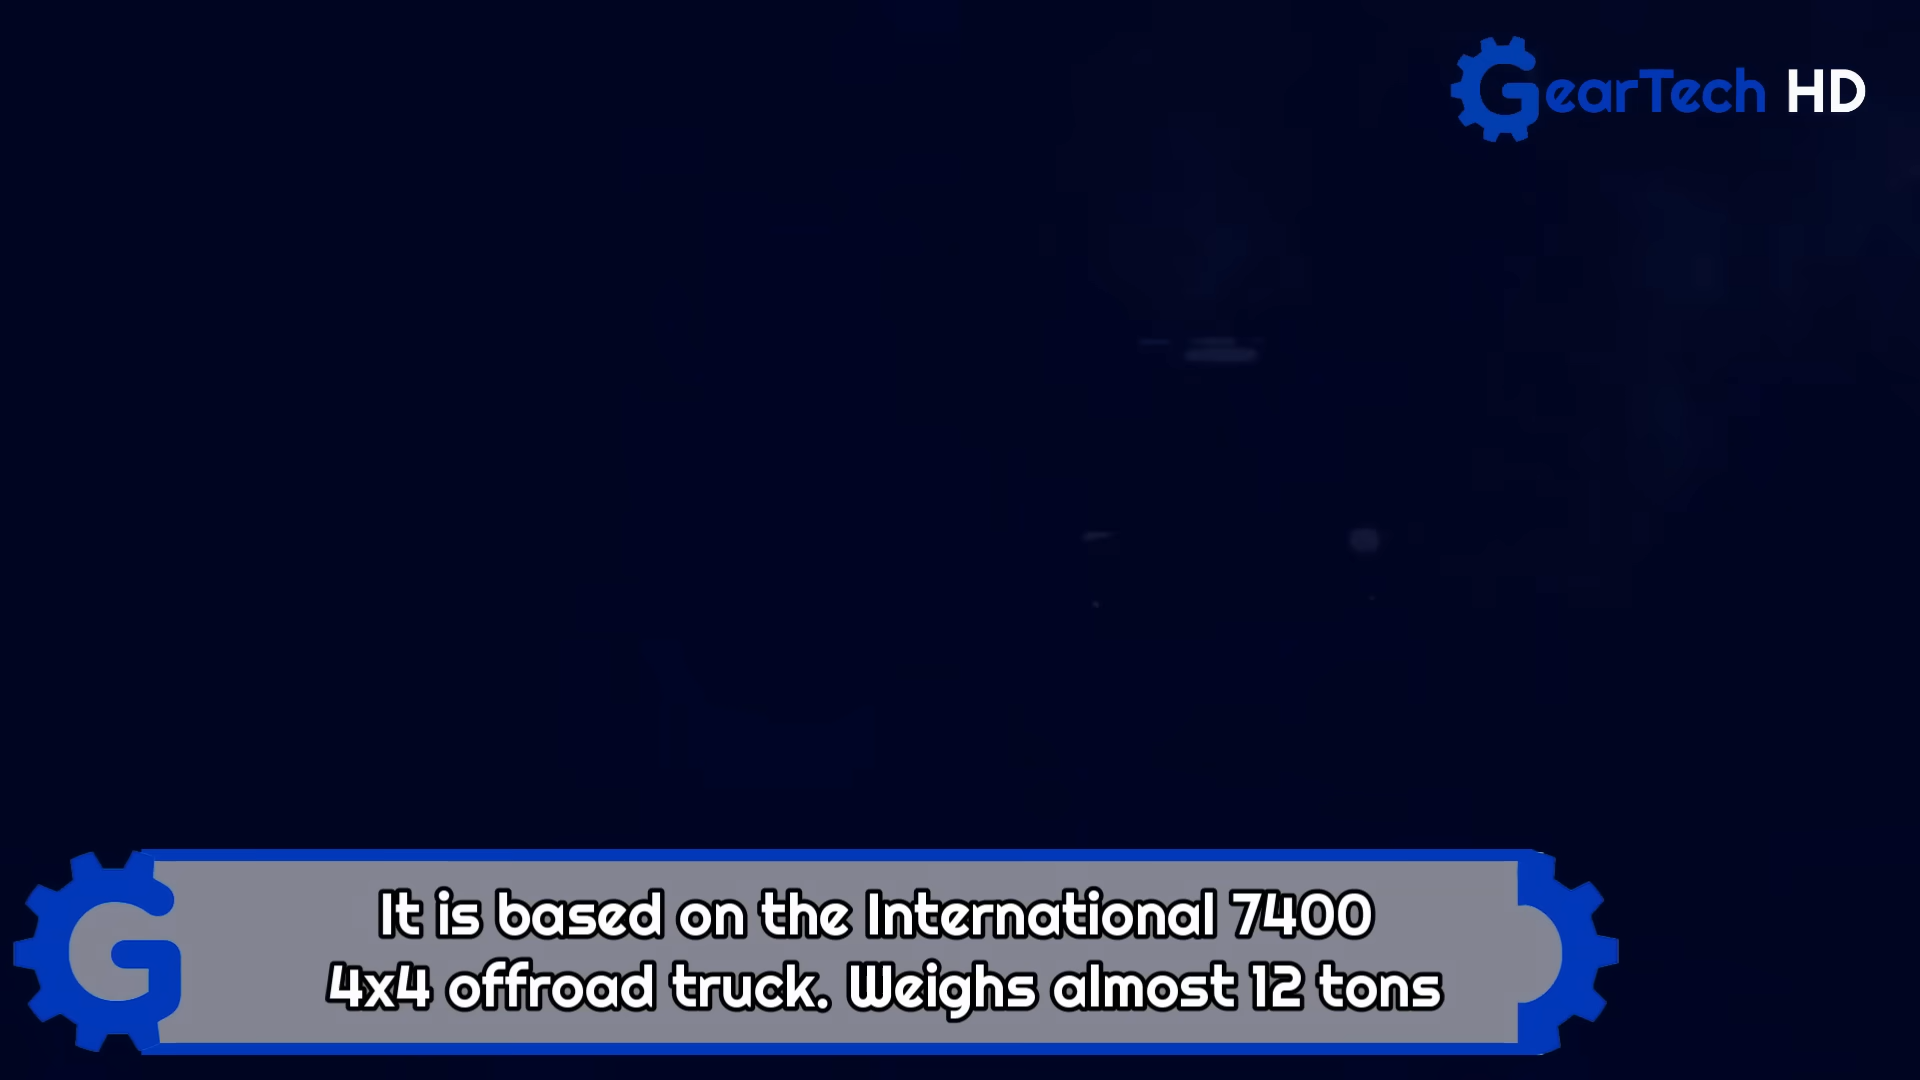 GearTech HD
It is based on the International 7400
4x4 offroad truck. Weighs almost 12 tons
G